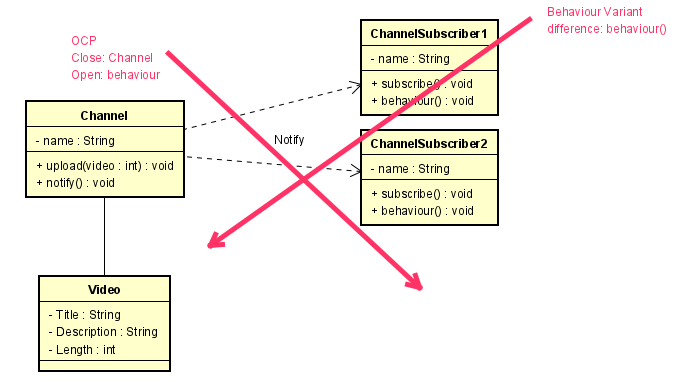 OCP
Close: Channel
Open: behaviour
Behaviour Variant
difference: behaviour()
ChannelSubscriber1
- name : String
+ subscribe() : void
+ behaviour() : void
Channel
- name : String
+ upload(video : int) : void
+ notify() : void
Notify
ChannelSubscriber2
- name : String
+ subscribe() : void
+ behaviour() : void
Video
- Title : String
- Description : String
- Length : int